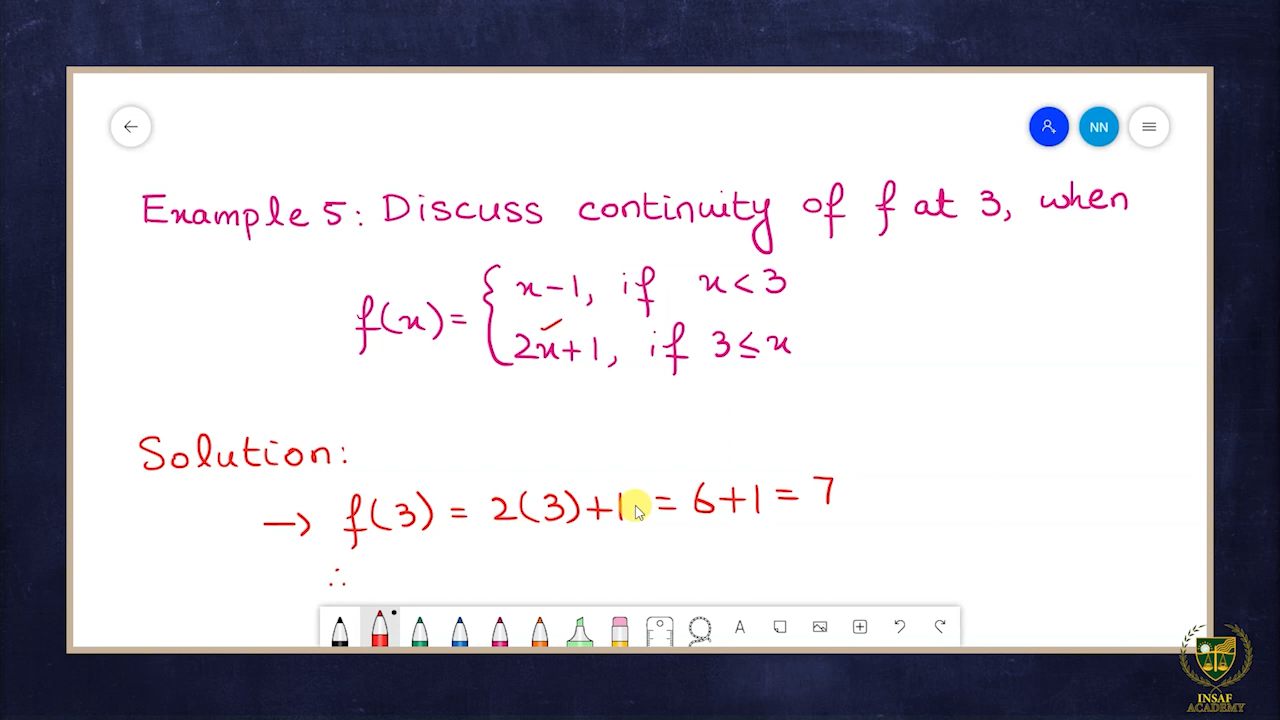 NN
Example 5: Discuss continuity of f at 3, when
f(x) = { x-1, if x < 3
2x+1, if 3 ≤ x
Solution:
→ f(3) = 2(3)+1 = 6+1 = 7
∴
A
INSAF
ACADEMY